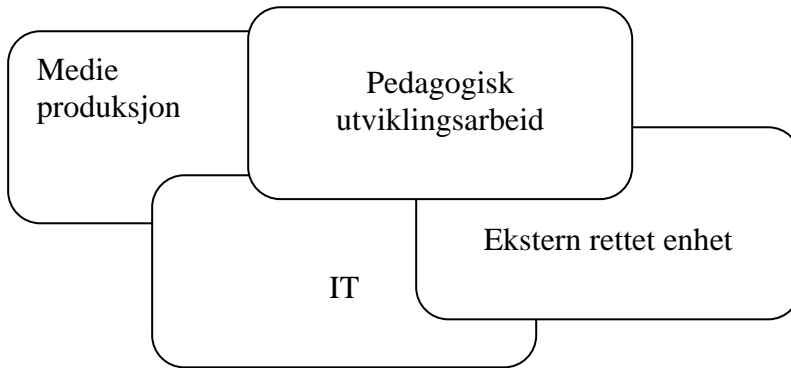 Medie
produksjon
Pedagogisk
utviklingsarbeid
Ekstern rettet enhet
IT